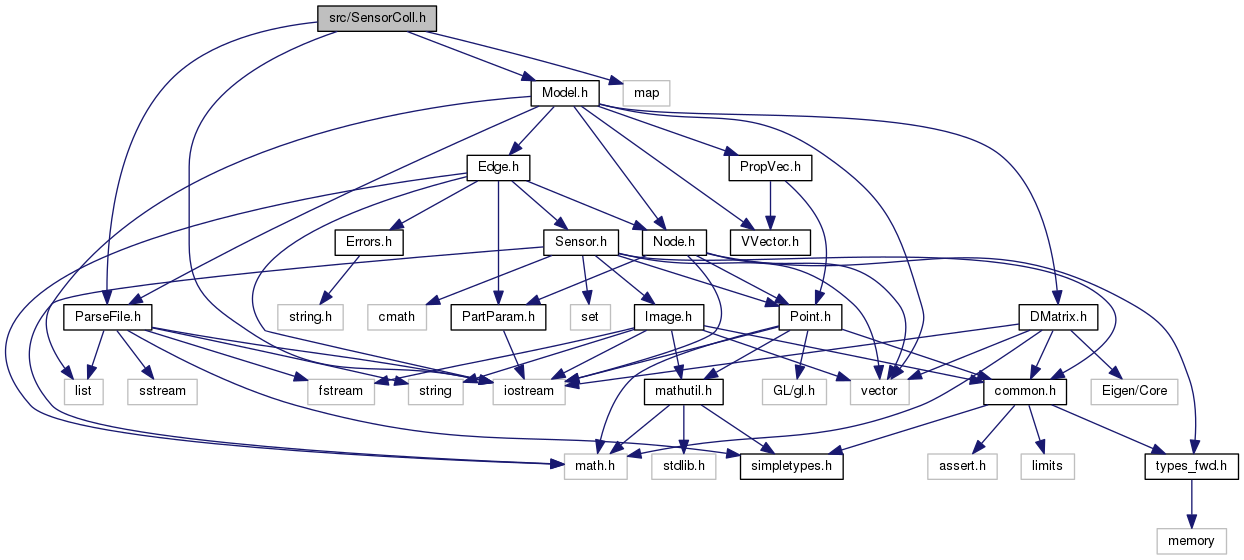 src/SensorColl.h
Model.h
map
Edge.h
PropVec.h
Errors.h
Sensor.h
Node.h
VVector.h
ParseFile.h
string.h
cmath
PartParam.h
set
Image.h
Point.h
DMatrix.h
list
sstream
fstream
string
iostream
mathutil.h
GL/gl.h
vector
common.h
Eigen/Core
math.h
stdlib.h
simpletypes.h
assert.h
limits
types_fwd.h
memory